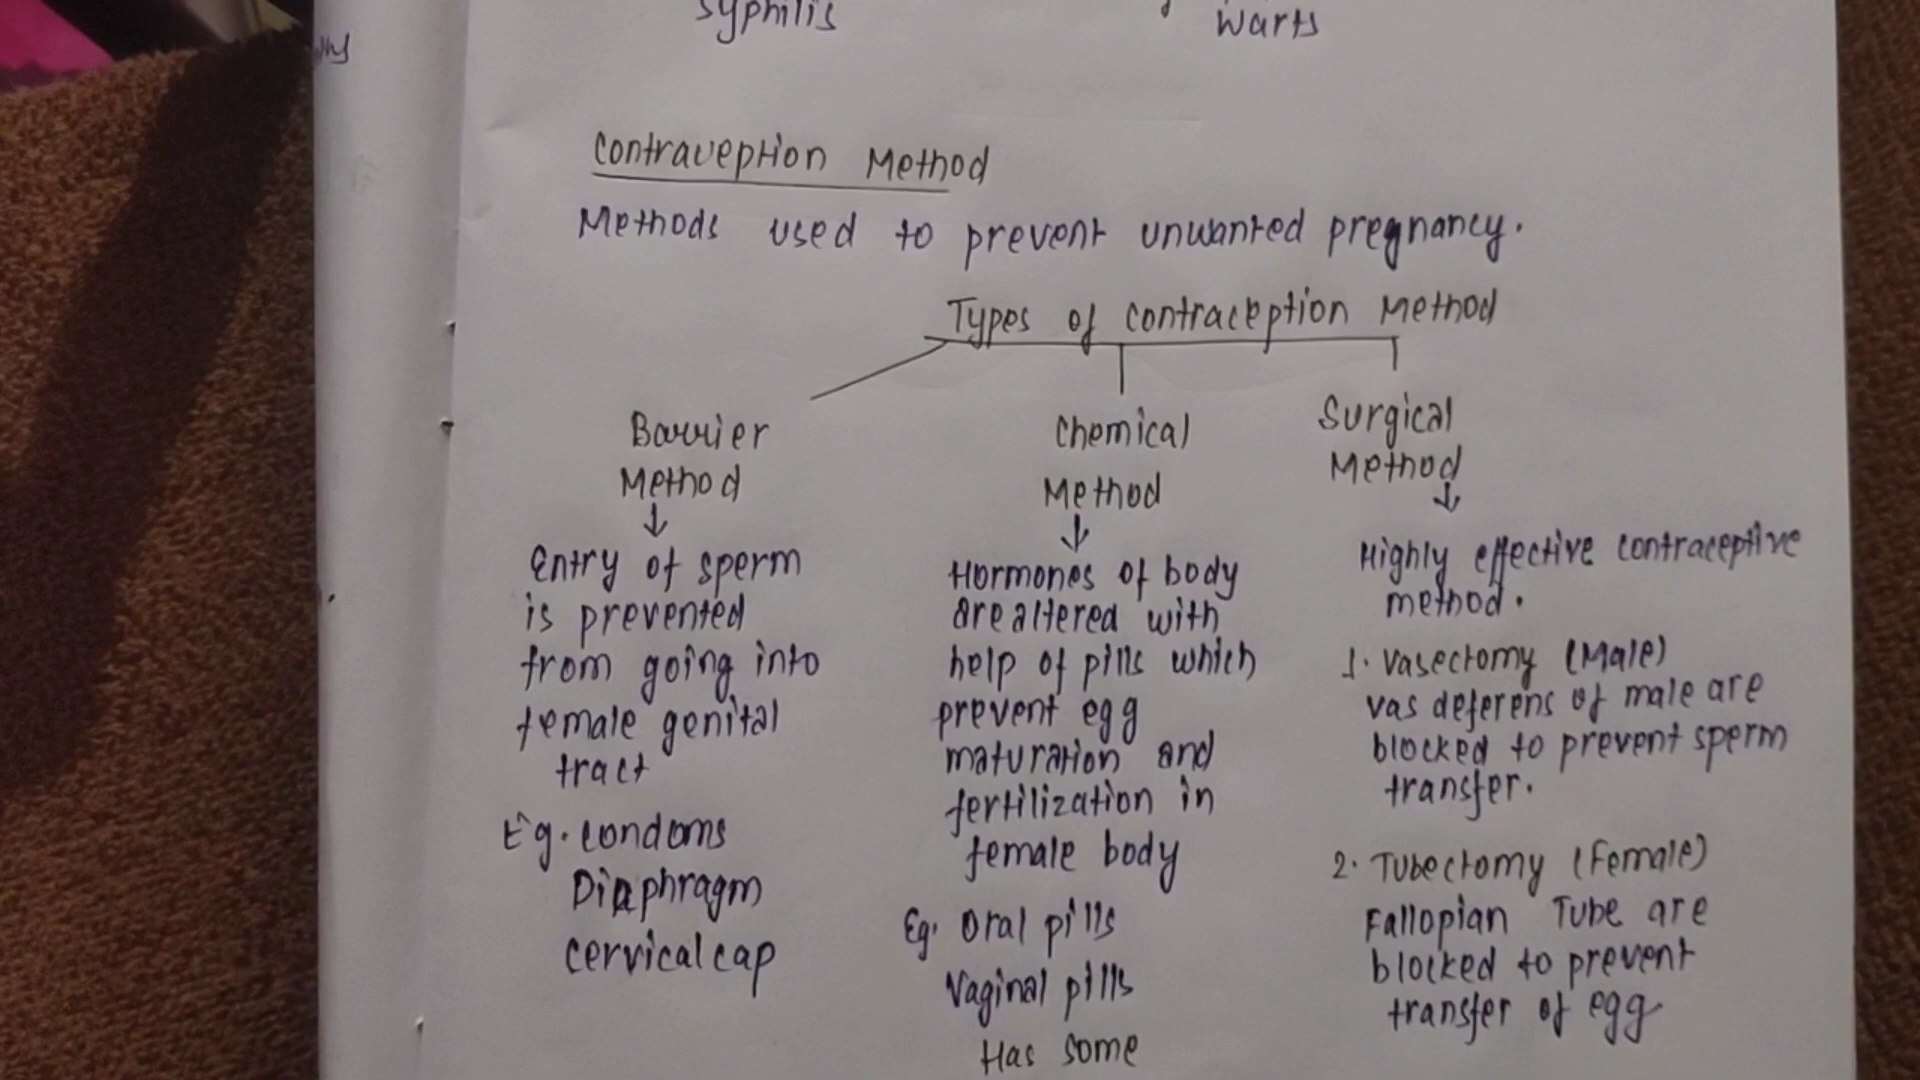 syphilis
warts
Contraception Method
Methods used to prevent unwanted pregnancy.
Types of contraception Method
Barrier
Method
Entry of sperm
is prevented
from going into
female genital
tract
Eg. condoms
Diaphragm
cervical cap
Chemical
Method
Hormones of body
are altered with
help of pills which
prevent egg
maturation and
fertilization in
female body
Eg. Oral pills
Vaginal pills
Has some
Surgical
Method
Highly effective contraceptive
method.
1. Vasectomy (Male)
vas deferens of male are
blocked to prevent sperm
transfer.
2. Tubectomy (Female)
Fallopian Tube are
blocked to prevent
transfer of egg